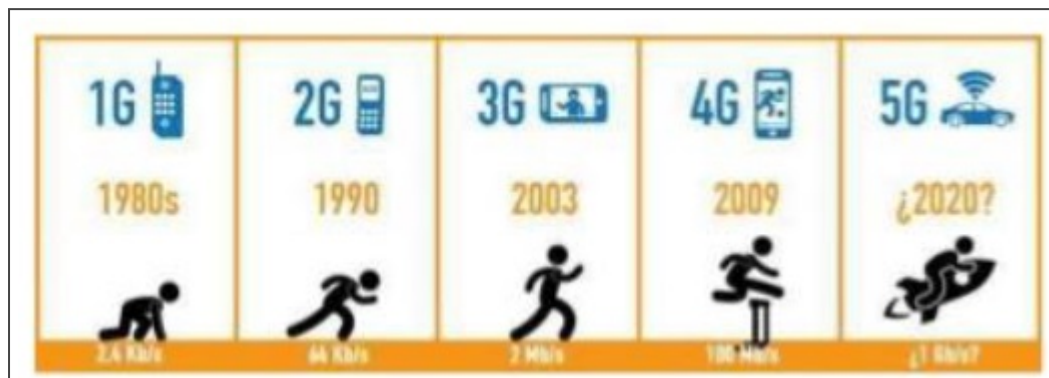 1G
2G
3G
4G
5G
1980s
1990
2003
2009
¿2020?
2,4 Kb/s
64 Kb/s
2 Mb/s
100 Mb/s
¿1 Gb/s?